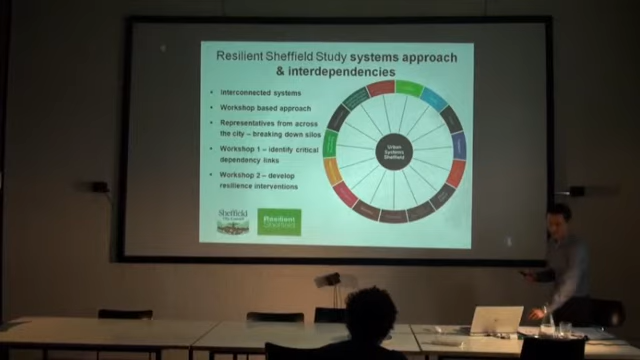 Resilient Sheffield Study systems approach
& interdependencies
• Interconnected systems
• Workshop based approach
• Representatives from across
the city – breaking down silos
• Workshop 1 – identify critical
dependency links
• Workshop 2 – develop
resilience interventions
Urban
Systems
Sheffield
Sheffield
Resilient
Sheffield